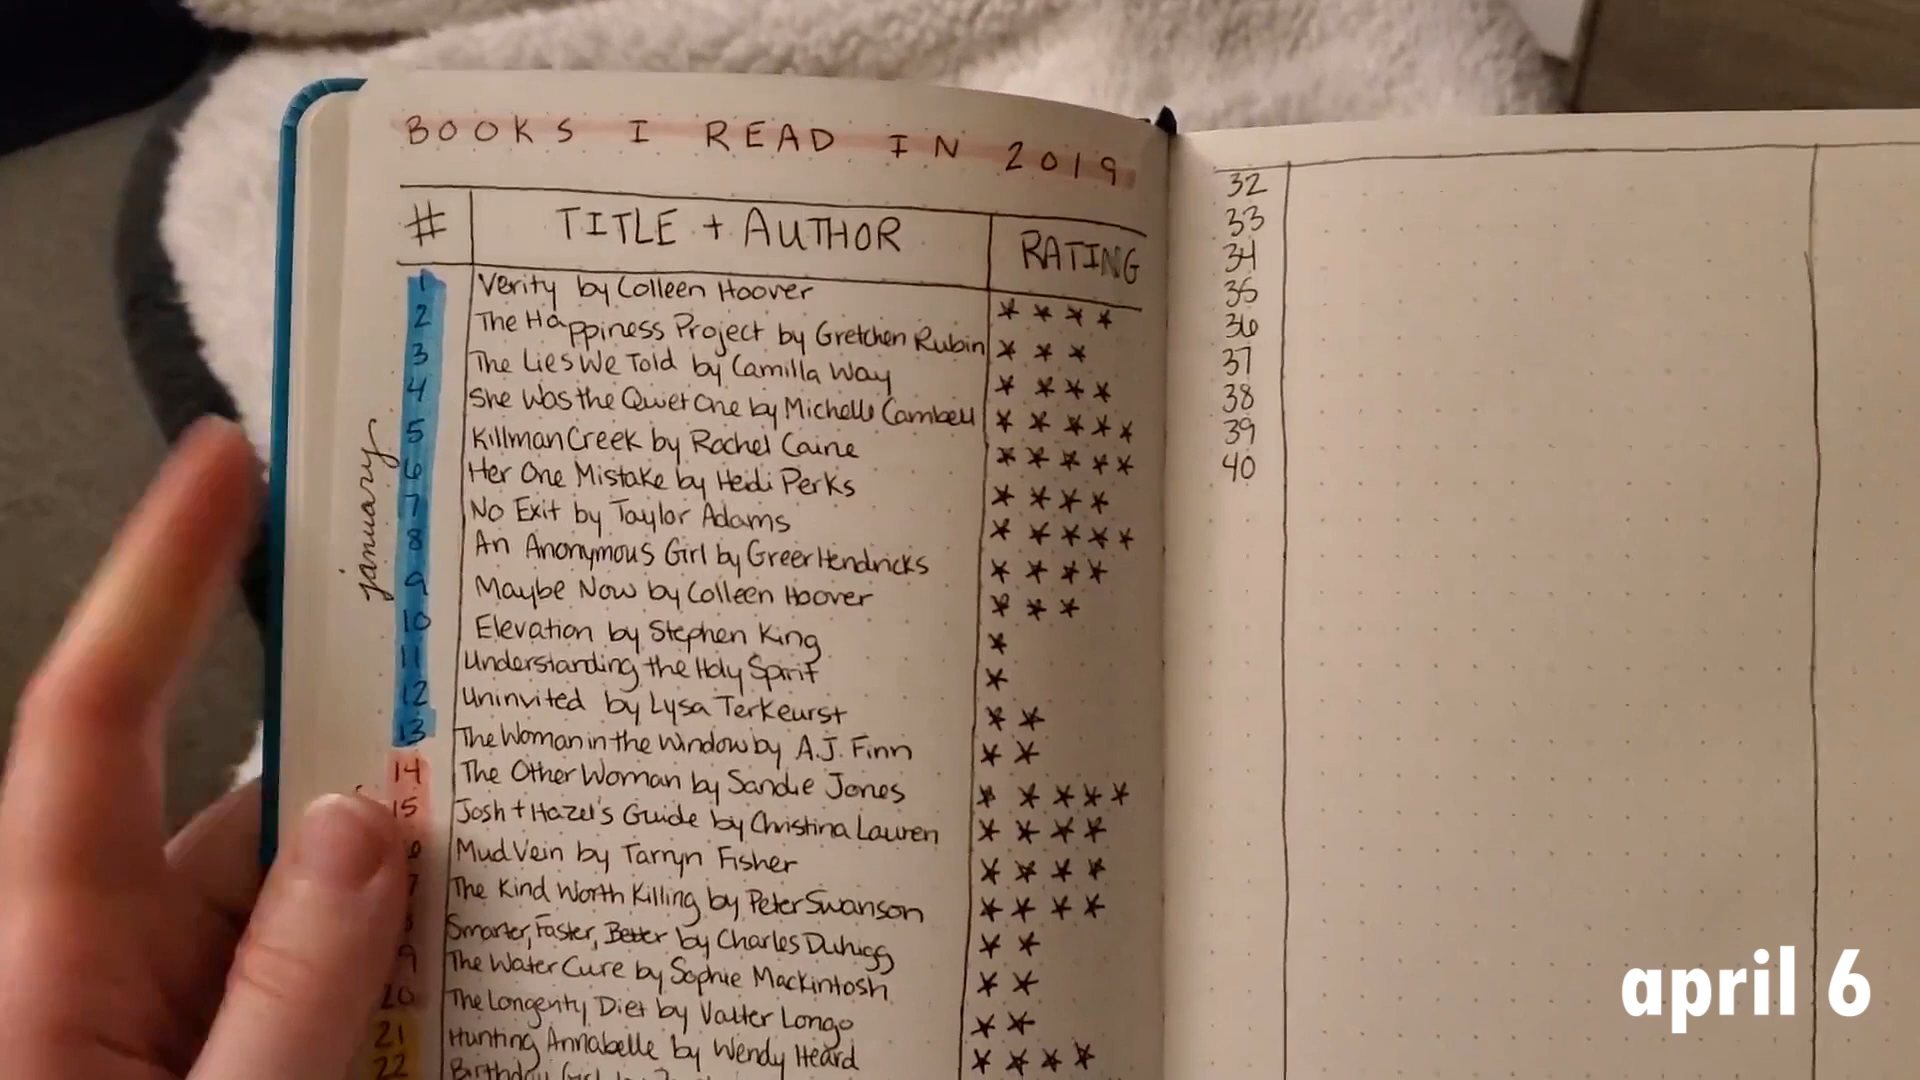 BOOKS I READ IN 2019
# TITLE + AUTHOR RATING
1 Verity by Colleen Hoover ★★★★
2 The Happiness Project by Gretchen Rubin ★★★
3 The Lies We Told by Camilla Way ★★★★
4 She Was the Quiet One by Michelle Cambell ★★★★★
5 Killman Creek by Rachel Caine ★★★★★
6 Her One Mistake by Heidi Perks ★★★★
7 No Exit by Taylor Adams ★★★★★
8 An Anonymous Girl by Greer Hendricks ★★★★
9 Maybe Now by Colleen Hoover ★★★
10 Elevation by Stephen King ★
11 Understanding the Holy Spirit ★
12 Uninvited by Lysa Terkeurst ★★
13 The Woman in the Window by A.J. Finn ★★
14 The Other Woman by Sandie Jones ★★★★★
15 Josh + Hazel's Guide by Christina Lauren ★★★★
6 Mud Vein by Tarryn Fisher ★★★★
7 The Kind Worth Killing by Peter Swanson ★★★★
8 Smarter, Faster, Better by Charles Duhigg ★★
9 The Water Cure by Sophie Mackintosh ★★
20 The Longevity Diet by Valter Longo ★★
21 Hunting Annabelle by Wendy Heard ★★★★
22 Birthday Girl by
january
32
33
34
35
36
37
38
39
40
april 6